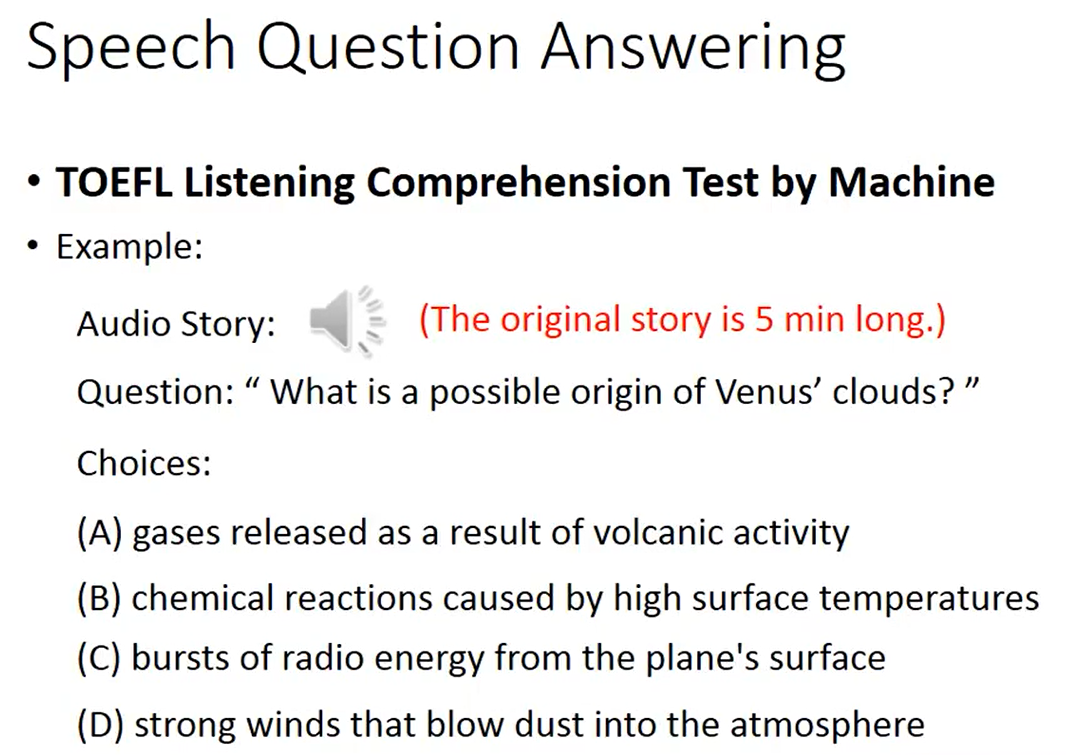 Speech Question Answering
• TOEFL Listening Comprehension Test by Machine
• Example:
Audio Story: (The original story is 5 min long.)
Question: “ What is a possible origin of Venus’ clouds? ”
Choices:
(A) gases released as a result of volcanic activity
(B) chemical reactions caused by high surface temperatures
(C) bursts of radio energy from the plane's surface
(D) strong winds that blow dust into the atmosphere